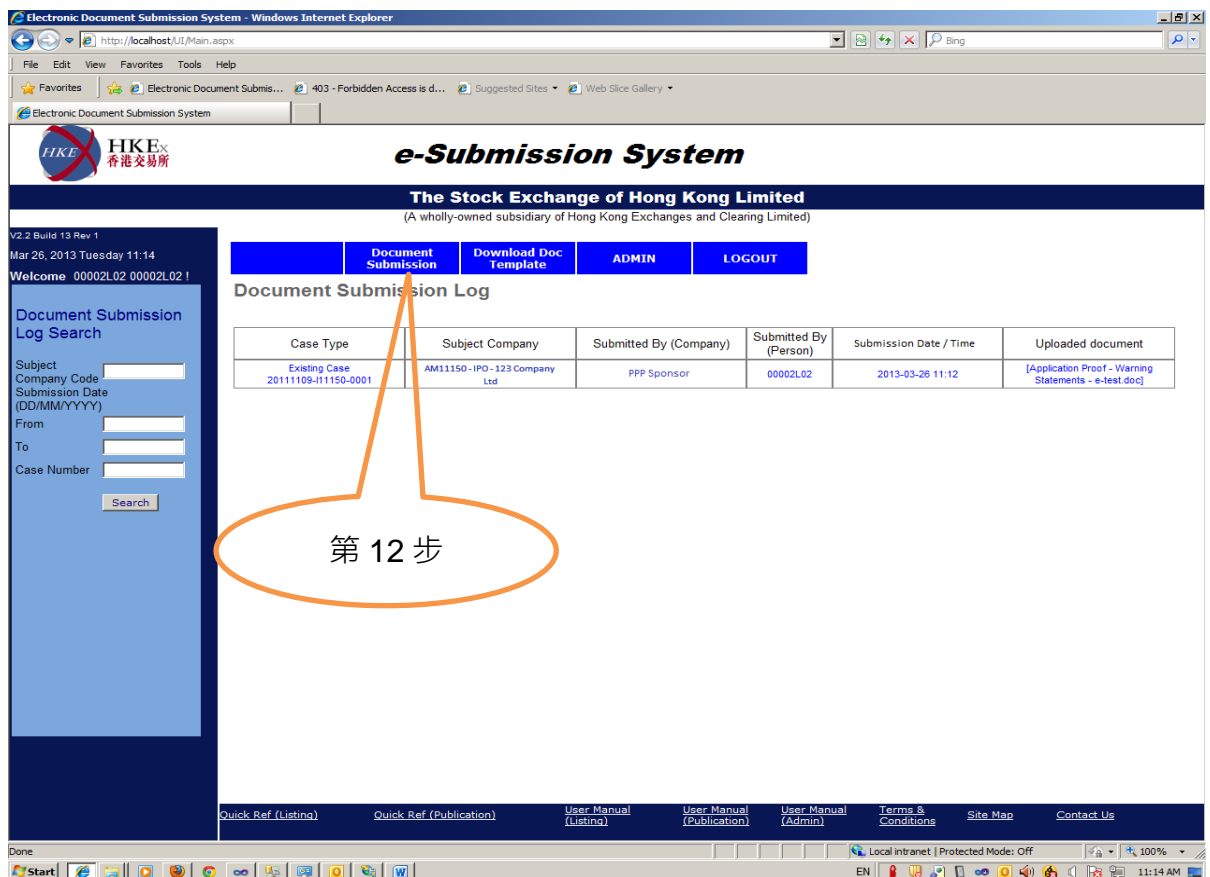 Electronic Document Submission System - Windows Internet Explorer
http://localhost/UI/Main.aspx
Bing
File Edit View Favorites Tools Help
Favorites Electronic Document Submis... 403 - Forbidden Access is d... Suggested Sites Web Slice Gallery
Electronic Document Submission System
HKE HKEx
香港交易所
e-Submission System
The Stock Exchange of Hong Kong Limited
(A wholly-owned subsidiary of Hong Kong Exchanges and Clearing Limited)
V2.2 Build 13 Rev 1
Mar 26, 2013 Tuesday 11:14
Welcome 00002L02 00002L02 !
Document Submission
Download Doc Template
ADMIN
LOGOUT
Document Submission Log
Document Submission
Log Search
Subject
Company Code
Submission Date
(DD/MM/YYYY)
From
To
Case Number
Search
Case Type
Subject Company
Submitted By (Company)
Submitted By
(Person)
Submission Date / Time
Uploaded document
Existing Case
20111109-I11150-0001
AM11150 - IPO - 123 Company
Ltd
PPP Sponsor
00002L02
2013-03-26 11:12
[Application Proof - Warning
Statements - e-test.doc]
第 12 步
Quick Ref (Listing)
Quick Ref (Publication)
User Manual
(Listing)
User Manual
(Publication)
User Manual
(Admin)
Terms &
Conditions
Site Map
Contact Us
Done
Local intranet | Protected Mode: Off
100%
Start
EN
11:14 AM